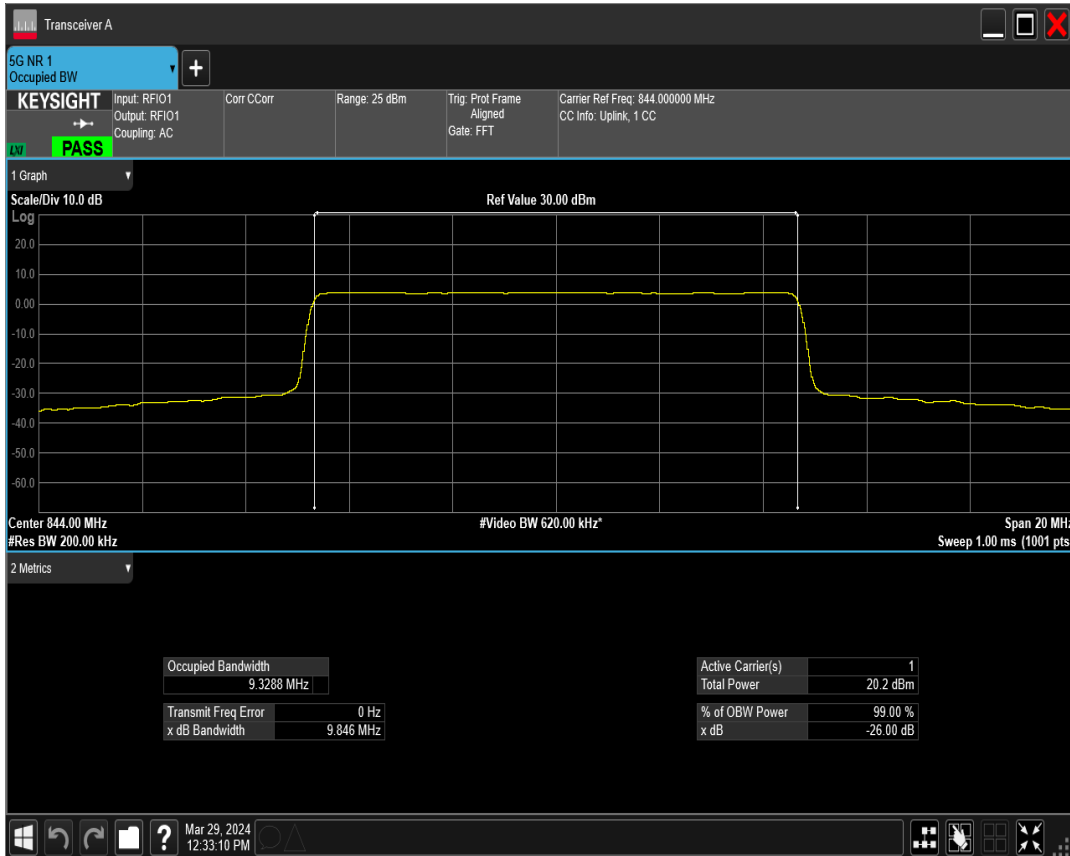 Transceiver A
5G NR 1
Occupied BW
KEYSIGHT
Input: RFIO1
Output: RFIO1
Coupling: AC
Corr CCorr
Range: 25 dBm
Trig: Prot Frame
Aligned
Gate: FFT
Carrier Ref Freq: 844.000000 MHz
CC Info: Uplink, 1 CC
LXI
PASS
1 Graph
Scale/Div 10.0 dB
Ref Value 30.00 dBm
Log
20.0
10.0
0.00
-10.0
-20.0
-30.0
-40.0
-50.0
-60.0
Center 844.00 MHz
#Video BW 620.00 kHz*
Span 20 MHz
#Res BW 200.00 kHz
Sweep 1.00 ms (1001 pts
2 Metrics
Occupied Bandwidth
9.3288 MHz
Transmit Freq Error 0 Hz
x dB Bandwidth 9.846 MHz
Active Carrier(s) 1
Total Power 20.2 dBm
% of OBW Power 99.00 %
x dB -26.00 dB
?
Mar 29, 2024
12:33:10 PM